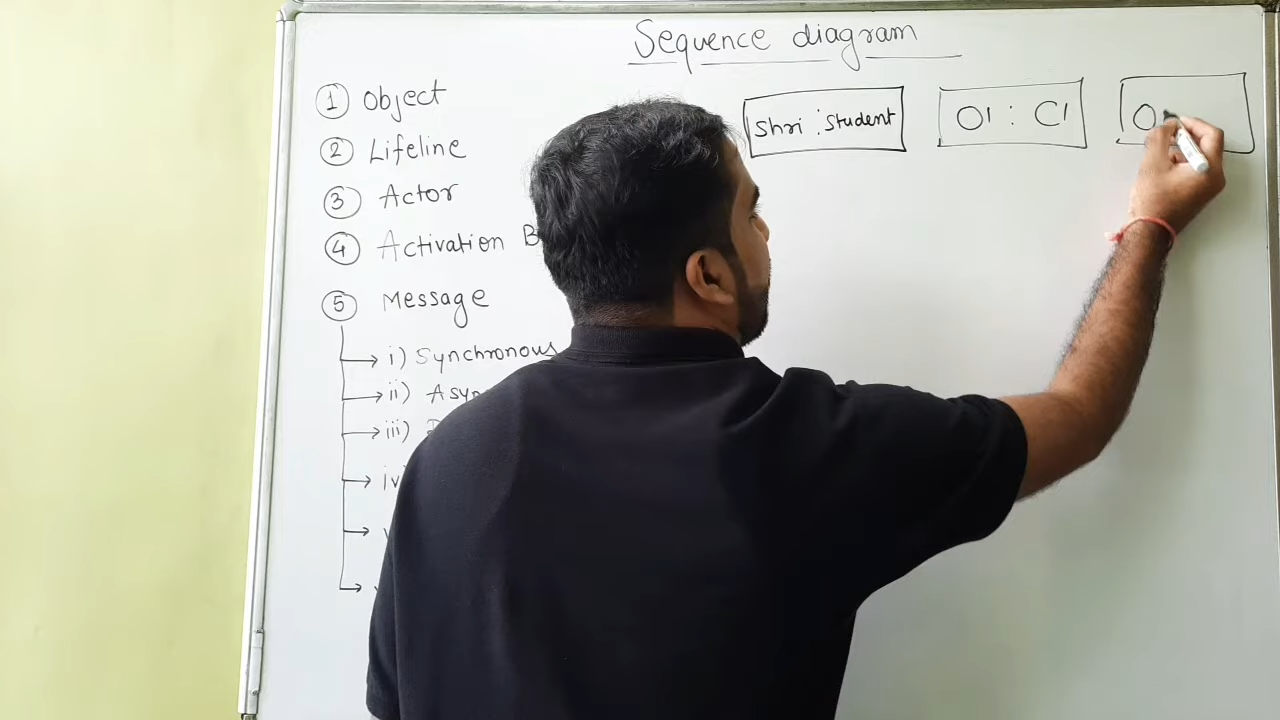 Sequence diagram
① Object
② Lifeline
③ Actor
④ Activation B
⑤ Message
i) Synchronous
ii) Asyn
iii)
iv
Shri : Student
O1 : C1
O